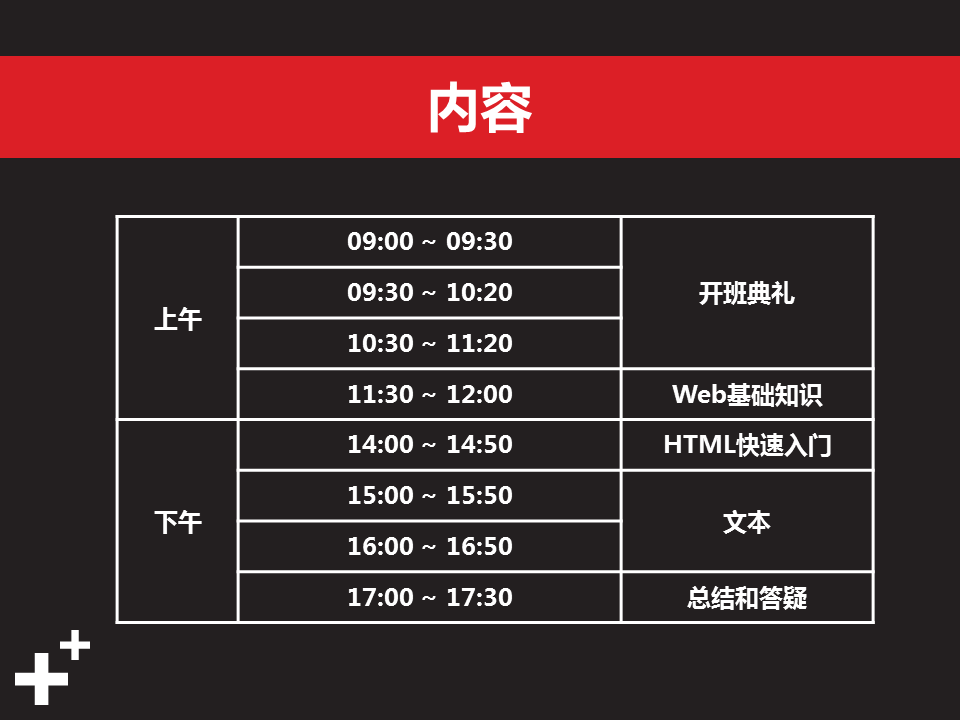 内容
上午
09:00 ~ 09:30
开班典礼
09:30 ~ 10:20
10:30 ~ 11:20
11:30 ~ 12:00
Web基础知识
下午
14:00 ~ 14:50
HTML快速入门
15:00 ~ 15:50
文本
16:00 ~ 16:50
17:00 ~ 17:30
总结和答疑